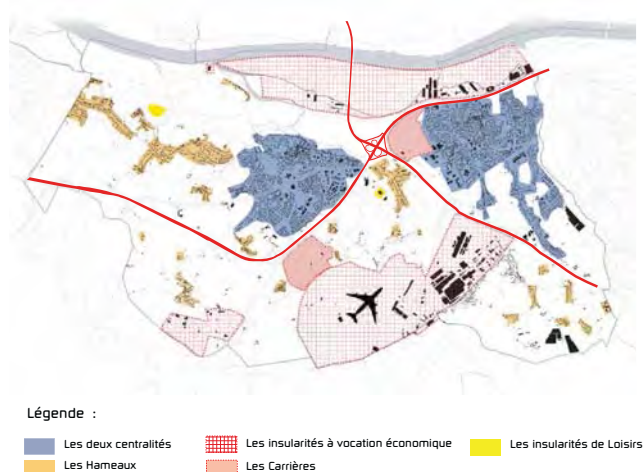 Légende :
Les deux centralités
Les insularités à vocation économique
Les insularités de Loisirs
Les Hameaux
Les Carrières